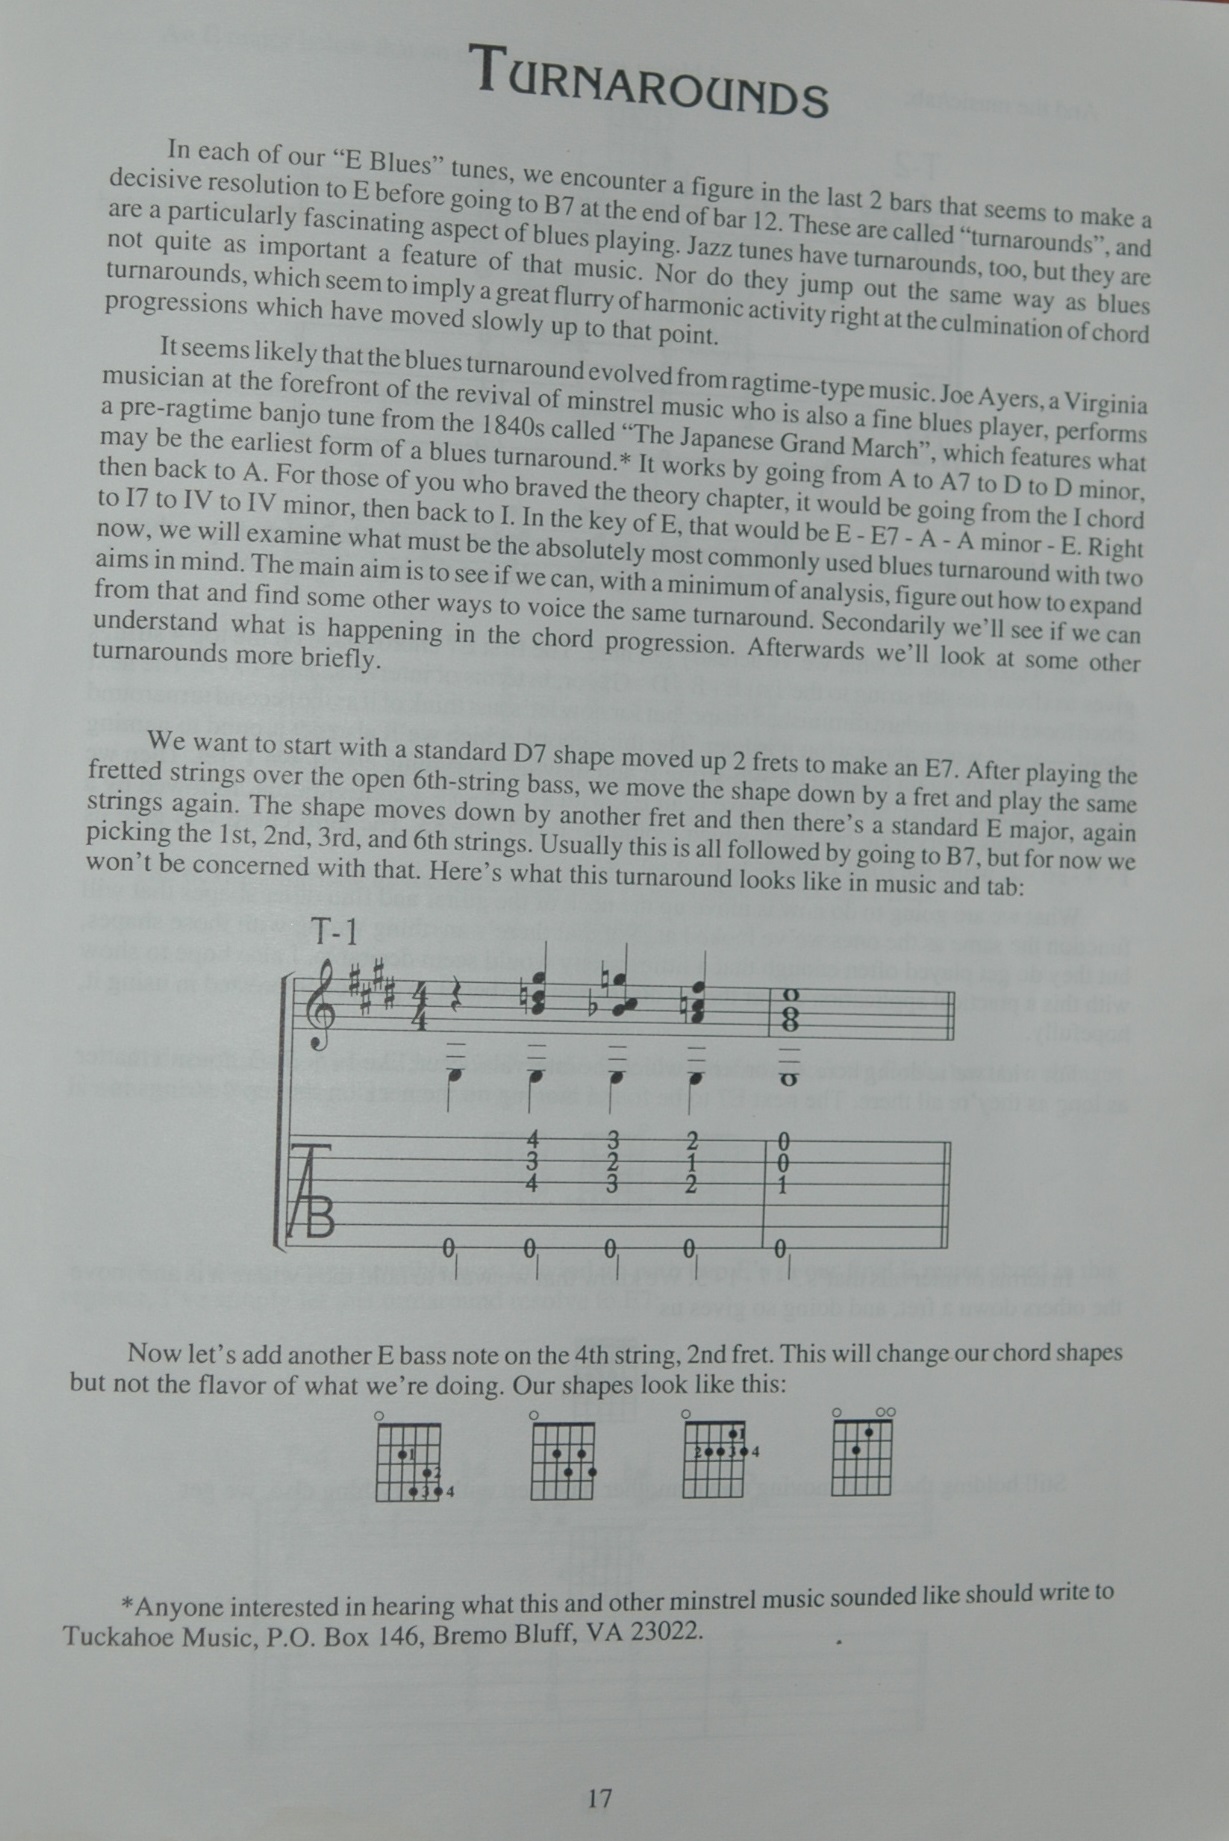 TURNAROUNDS
In each of our “E Blues” tunes, we encounter a figure in the last 2 bars that seems to make a
decisive resolution to E before going to B7 at the end of bar 12. These are called “turnarounds”, and
are a particularly fascinating aspect of blues playing. Jazz tunes have turnarounds, too, but they are
not quite as important a feature of that music. Nor do they jump out the same way as blues
turnarounds, which seem to imply a great flurry of harmonic activity right at the culmination of chord
progressions which have moved slowly up to that point.
It seems likely that the blues turnaround evolved from ragtime-type music. Joe Ayers, a Virginia
musician at the forefront of the revival of minstrel music who is also a fine blues player, performs
a pre-ragtime banjo tune from the 1840s called “The Japanese Grand March”, which features what
may be the earliest form of a blues turnaround.* It works by going from A to A7 to D to D minor,
then back to A. For those of you who braved the theory chapter, it would be going from the I chord
to I7 to IV to IV minor, then back to I. In the key of E, that would be E - E7 - A - A minor - E. Right
now, we will examine what must be the absolutely most commonly used blues turnaround with two
aims in mind. The main aim is to see if we can, with a minimum of analysis, figure out how to expand
from that and find some other ways to voice the same turnaround. Secondarily we’ll see if we can
understand what is happening in the chord progression. Afterwards we’ll look at some other
turnarounds more briefly.
We want to start with a standard D7 shape moved up 2 frets to make an E7. After playing the
fretted strings over the open 6th-string bass, we move the shape down by a fret and play the same
strings again. The shape moves down by another fret and then there’s a standard E major, again
picking the 1st, 2nd, 3rd, and 6th strings. Usually this is all followed by going to B7, but for now we
won’t be concerned with that. Here’s what this turnaround looks like in music and tab:
T-1
4
4
4 3 2 0
3 2 1 0
4 3 2 1
TAB
0 0 0 0 0
Now let’s add another E bass note on the 4th string, 2nd fret. This will change our chord shapes
but not the flavor of what we’re doing. Our shapes look like this:
1
2 3 4
1
2
3 4
*Anyone interested in hearing what this and other minstrel music sounded like should write to
Tuckahoe Music, P.O. Box 146, Bremo Bluff, VA 23022.
17